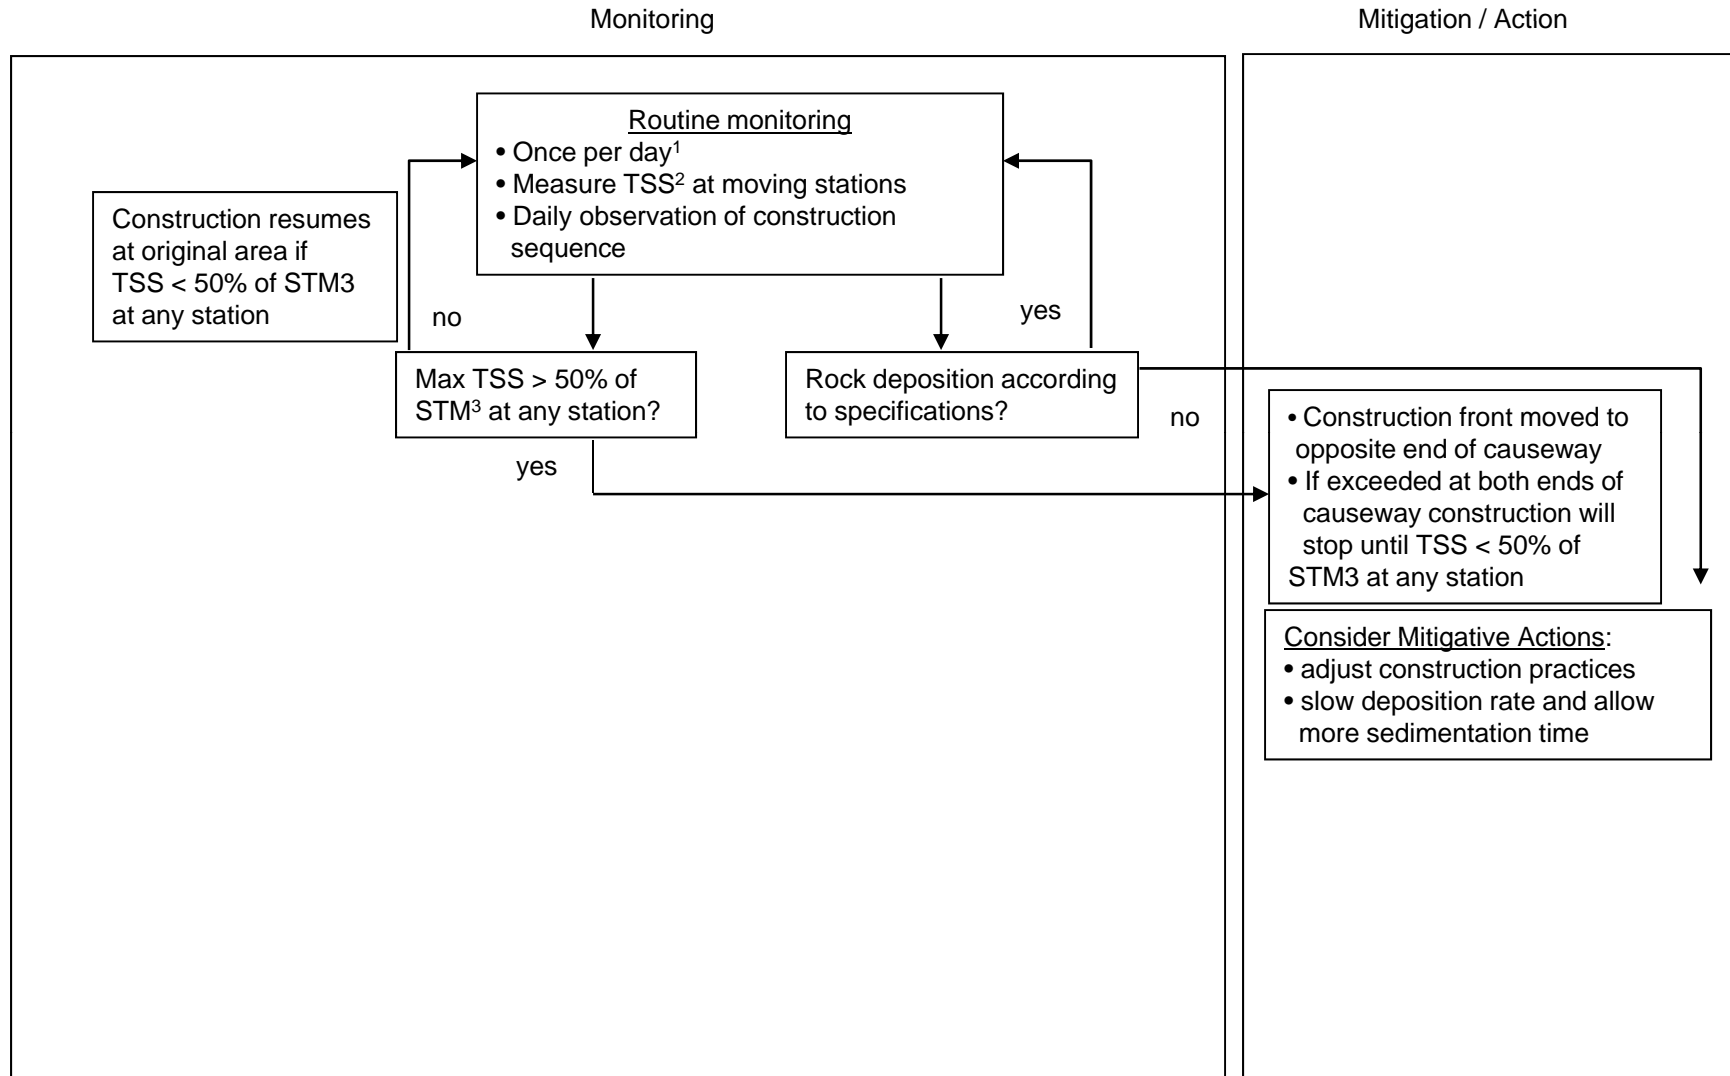 Monitoring
Mitigation / Action
Routine monitoring
• Once per day¹
• Measure TSS² at moving stations
• Daily observation of construction
sequence
Construction resumes
at original area if
TSS < 50% of STM3
at any station
no
yes
Max TSS > 50% of
STM³ at any station?
Rock deposition according
to specifications?
no
yes
• Construction front moved to
opposite end of causeway
• If exceeded at both ends of
causeway construction will
stop until TSS < 50% of
STM3 at any station
Consider Mitigative Actions:
• adjust construction practices
• slow deposition rate and allow
more sedimentation time